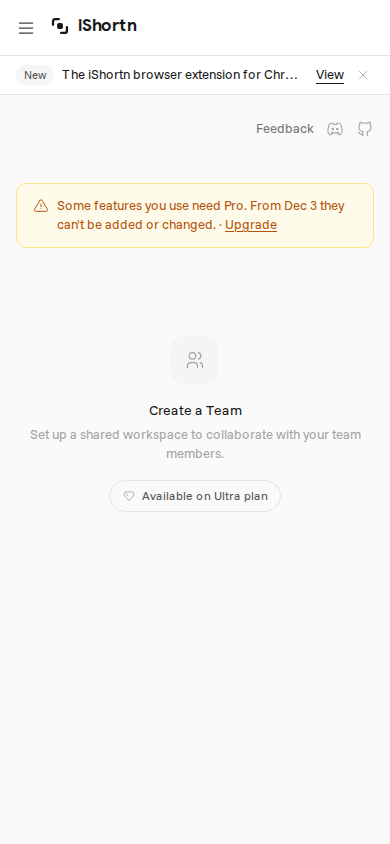 iShortn
New The iShortn browser extension for Chr... View
Feedback
Some features you use need Pro. From Dec 3 they
can't be added or changed. · Upgrade
Create a Team
Set up a shared workspace to collaborate with your team
members.
Available on Ultra plan